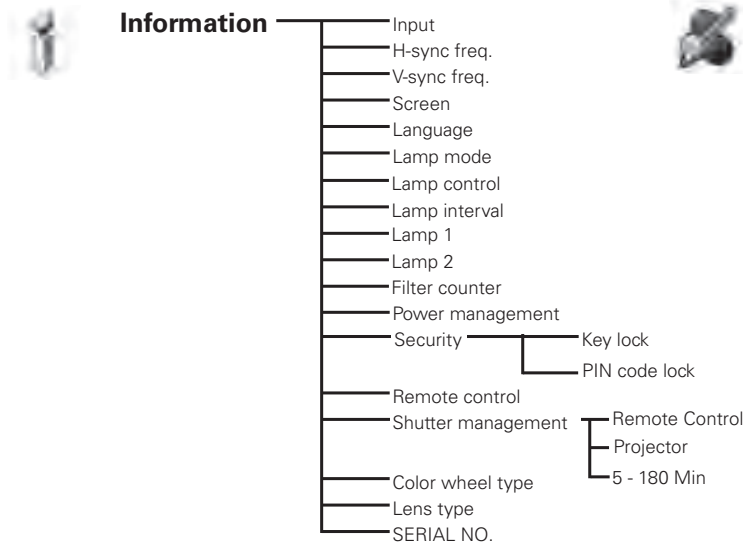 Information
Input
H-sync freq.
V-sync freq.
Screen
Language
Lamp mode
Lamp control
Lamp interval
Lamp 1
Lamp 2
Filter counter
Power management
Security
Key lock
PIN code lock
Remote control
Shutter management
Remote Control
Projector
5 - 180 Min
Color wheel type
Lens type
SERIAL NO.